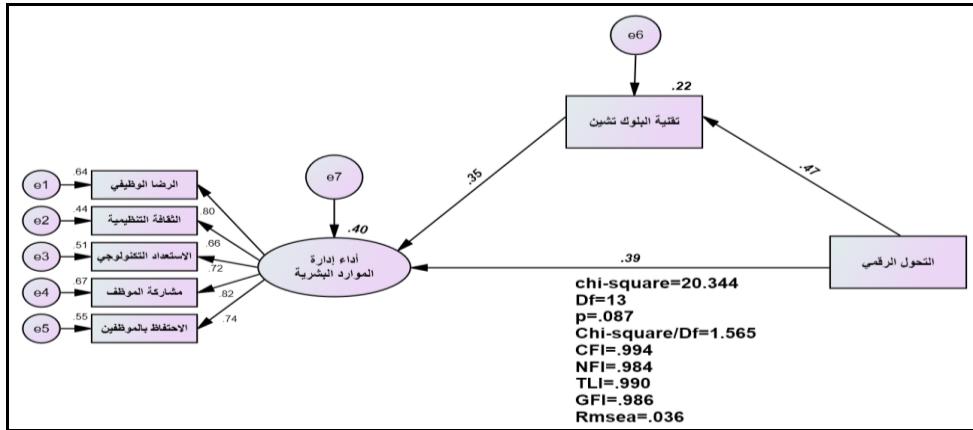 e6
.22
تقنية البلوك تشين
e7
.35
.47
.40
أداء إدارة
الموارد البشرية
.39
التحول الرقمي
e1
.64
الرضا الوظيفي
.80
e2
.44
الثقافة التنظيمية
.66
e3
.51
الاستعداد التكنولوجي
.72
e4
.67
مشاركة الموظف
.82
e5
.55
الاحتفاظ بالموظفين
.74
chi-square=20.344
Df=13
p=.087
Chi-square/Df=1.565
CFI=.994
NFI=.984
TLI=.990
GFI=.986
Rmsea=.036